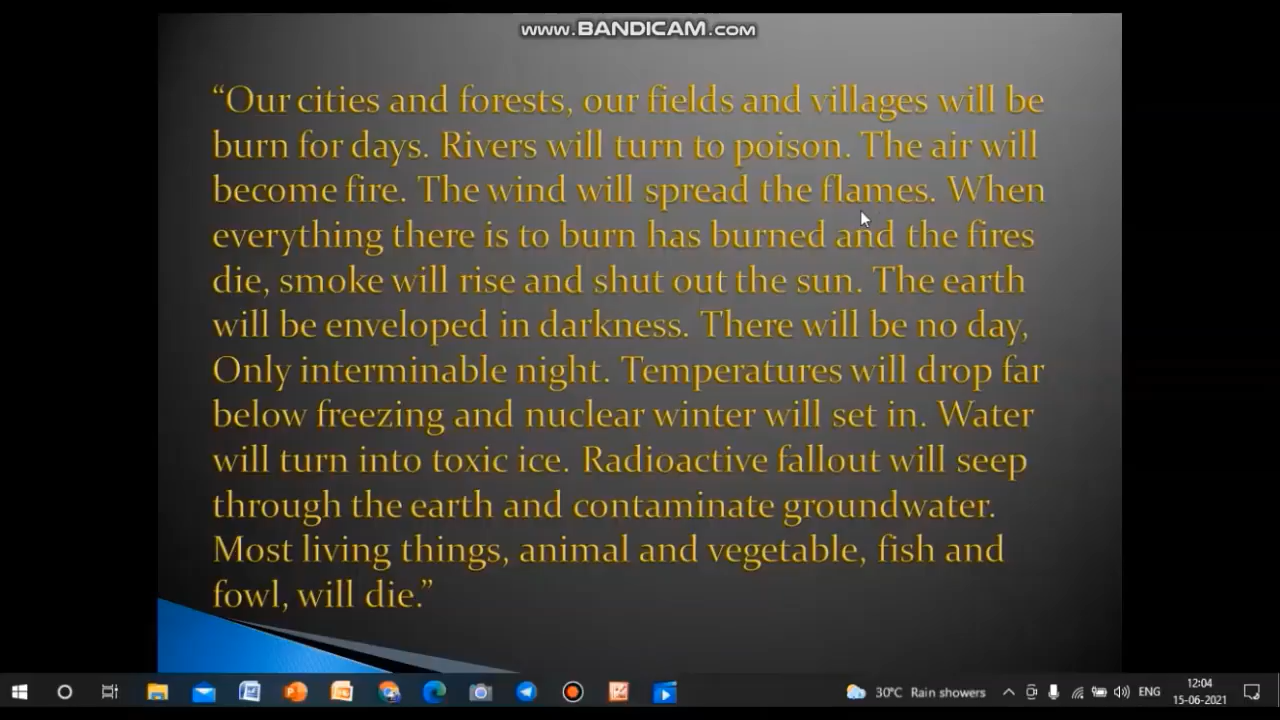 www.BANDICAM.com
“Our cities and forests, our fields and villages will be
burn for days. Rivers will turn to poison. The air will
become fire. The wind will spread the flames. When
everything there is to burn has burned and the fires
die, smoke will rise and shut out the sun. The earth
will be enveloped in darkness. There will be no day,
Only interminable night. Temperatures will drop far
below freezing and nuclear winter will set in. Water
will turn into toxic ice. Radioactive fallout will seep
through the earth and contaminate groundwater.
Most living things, animal and vegetable, fish and
fowl, will die.”
30°C Rain showers
ENG
12:04
15-06-2021